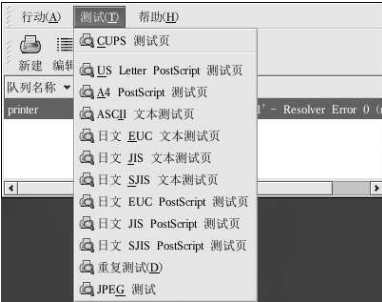 行动(A) 测试(T) 帮助(H)
新建 编辑
队列名称
printer 1' - Resolver Error 0 (
CUPS 测试页
US Letter PostScript 测试页
A4 PostScript 测试页
ASCII 文本测试页
日文 EUC 文本测试页
日文 JIS 文本测试页
日文 SJIS 文本测试页
日文 EUC PostScript 测试页
日文 JIS PostScript 测试页
日文 SJIS PostScript 测试页
重复测试(D)
JPEG 测试